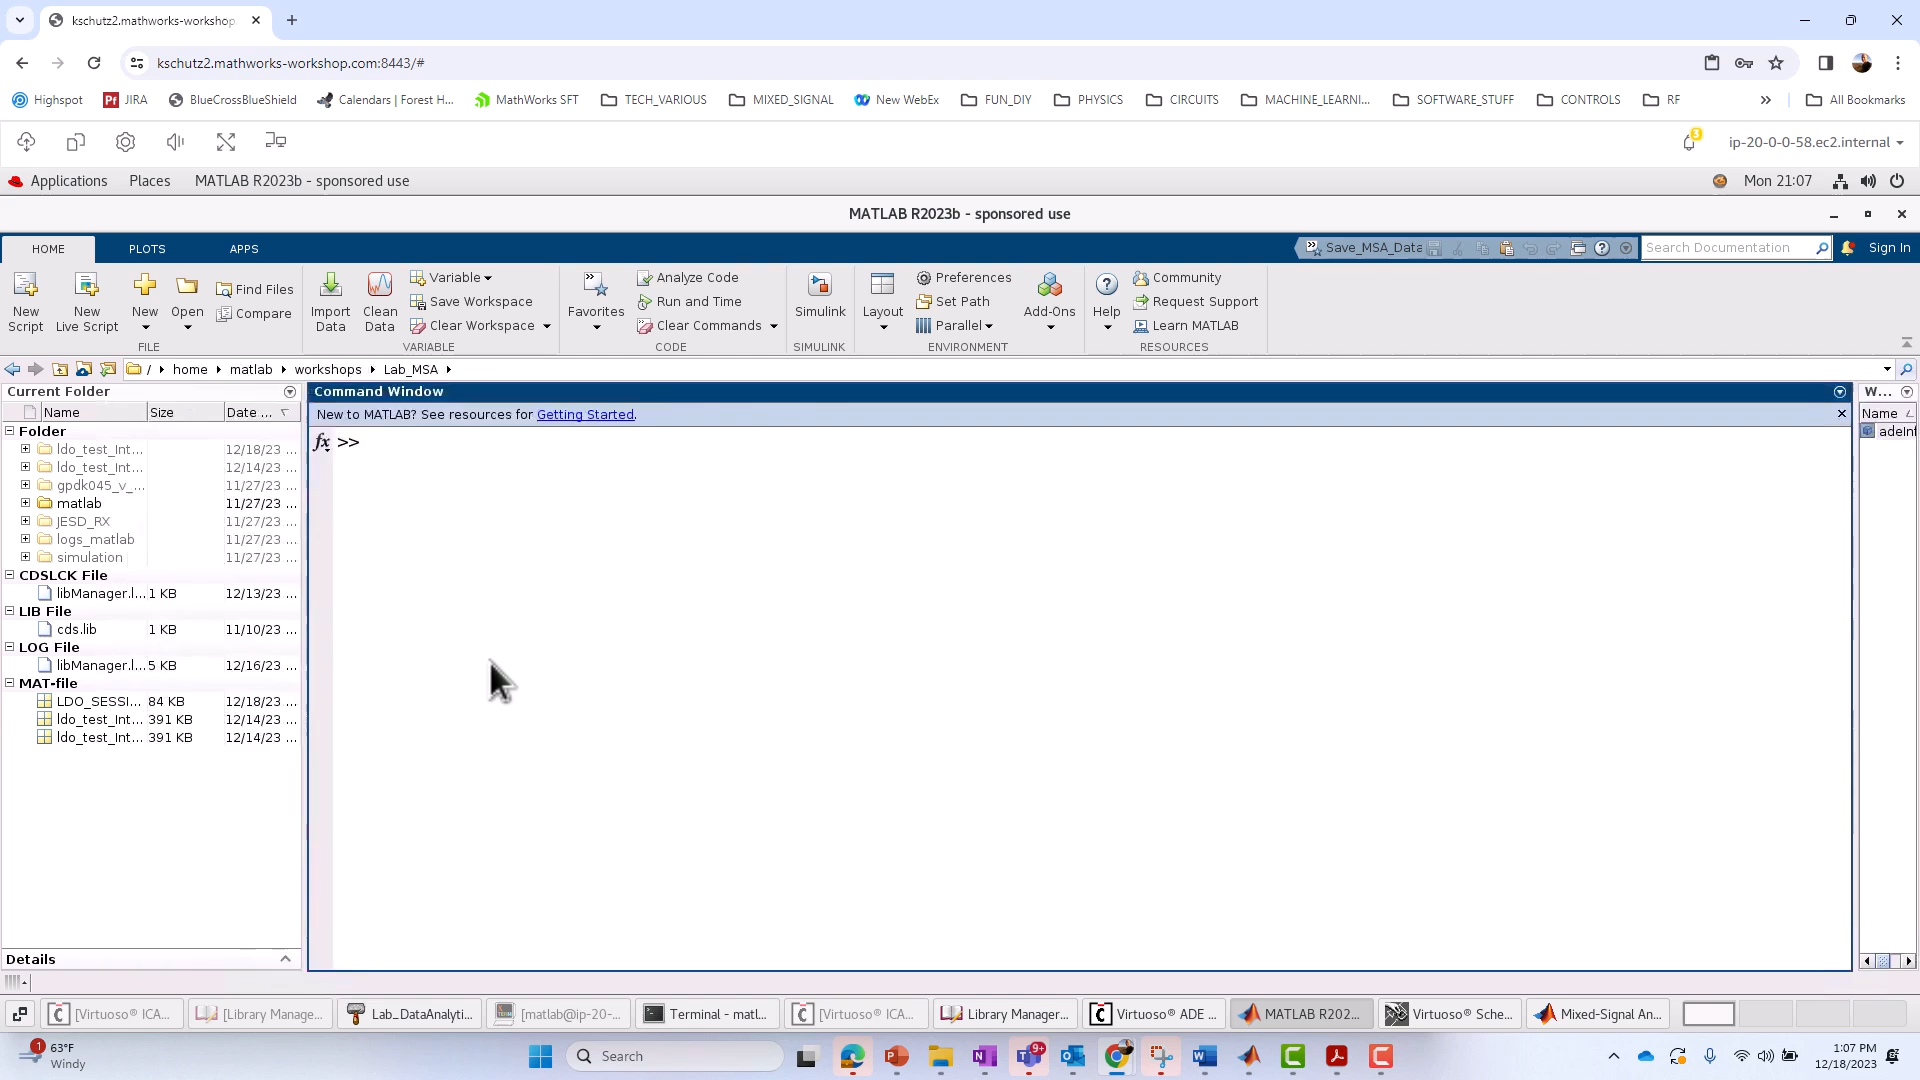 kschutz2.mathworks-workshop
kschutz2.mathworks-workshop.com:8443/#
Highspot JIRA BlueCrossBlueShield Calendars | Forest H... MathWorks SFT TECH_VARIOUS MIXED_SIGNAL New WebEx FUN_DIY PHYSICS CIRCUITS MACHINE_LEARNI... SOFTWARE_STUFF CONTROLS RF » All Bookmarks
3 ip-20-0-0-58.ec2.internal
Applications Places MATLAB R2023b - sponsored use Mon 21:07
MATLAB R2023b - sponsored use
HOME PLOTS APPS Save_MSA_Data Search Documentation Sign In
New Script
New Live Script
New
Open
Find Files
Compare
FILE
Import Data
Clean Data
Variable
Save Workspace
Clear Workspace
VARIABLE
Favorites
Analyze Code
Run and Time
Clear Commands
CODE
Simulink
SIMULINK
Layout
Preferences
Set Path
Parallel
Add-Ons
ENVIRONMENT
Help
Community
Request Support
Learn MATLAB
RESOURCES
/ home matlab workshops Lab_MSA
Current Folder
Name Size Date ...
Folder
ldo_test_Int... 12/18/23 ...
ldo_test_Int... 12/14/23 ...
gpdk045_v_... 11/27/23 ...
matlab 11/27/23 ...
JESD_RX 11/27/23 ...
logs_matlab 11/27/23 ...
simulation 11/27/23 ...
CDSLCK File
libManager.l... 1 KB 12/13/23 ...
LIB File
cds.lib 1 KB 11/10/23 ...
LOG File
libManager.l... 5 KB 12/16/23 ...
MAT-file
LDO_SESSI... 84 KB 12/18/23 ...
ldo_test_Int... 391 KB 12/14/23 ...
ldo_test_Int... 391 KB 12/14/23 ...
Details
Command Window
New to MATLAB? See resources for Getting Started.
fx >>
W...
Name
adeInf
[Virtuoso® ICA... [Library Manage... Lab_DataAnalyti... [matlab@ip-20-... Terminal - matl... [Virtuoso® ICA... Library Manager... Virtuoso® ADE ... MATLAB R202... Virtuoso® Sche... Mixed-Signal An...
1 63°F
Windy
Search
9+
1:07 PM
12/18/2023